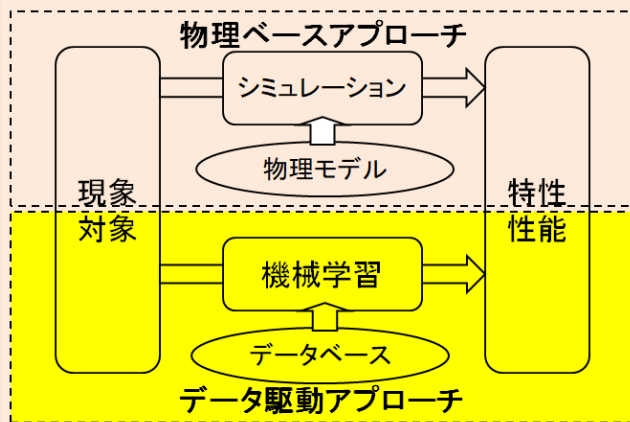 物理ベースアプローチ
シミュレーション
物理モデル
現象
対象
特性
性能
機械学習
データベース
データ駆動アプローチ